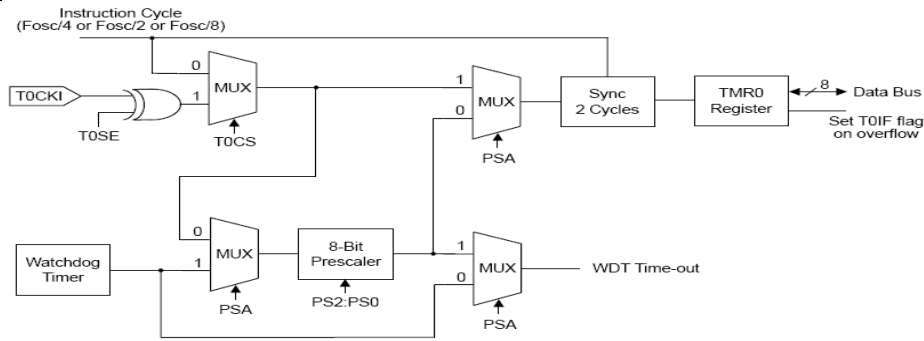 Instruction Cycle
(Fosc/4 or Fosc/2 or Fosc/8)
0
MUX
1
T0CKI
T0SE
T0CS
1
MUX
0
PSA
Sync
2 Cycles
TMR0
Register
8
Data Bus
Set T0IF flag
on overflow
Watchdog
Timer
0
MUX
1
PSA
8-Bit
Prescaler
PS2:PS0
1
MUX
0
PSA
WDT Time-out